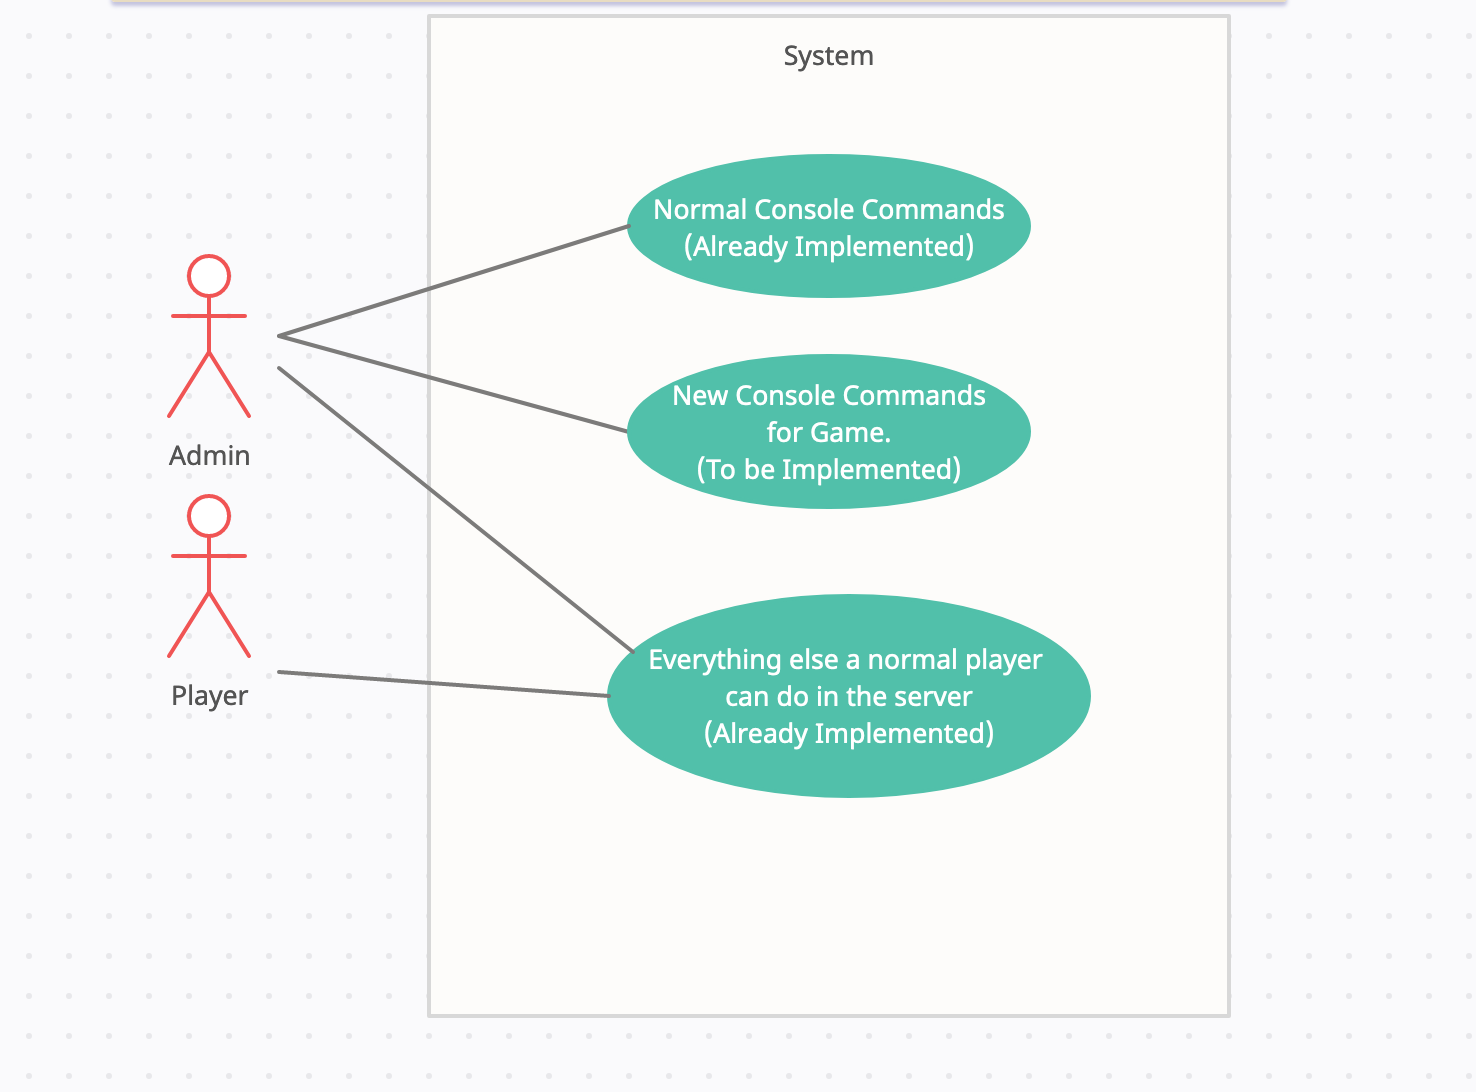 System
Normal Console Commands
(Already Implemented)
New Console Commands
for Game.
(To be Implemented)
Admin
Everything else a normal player
can do in the server
(Already Implemented)
Player